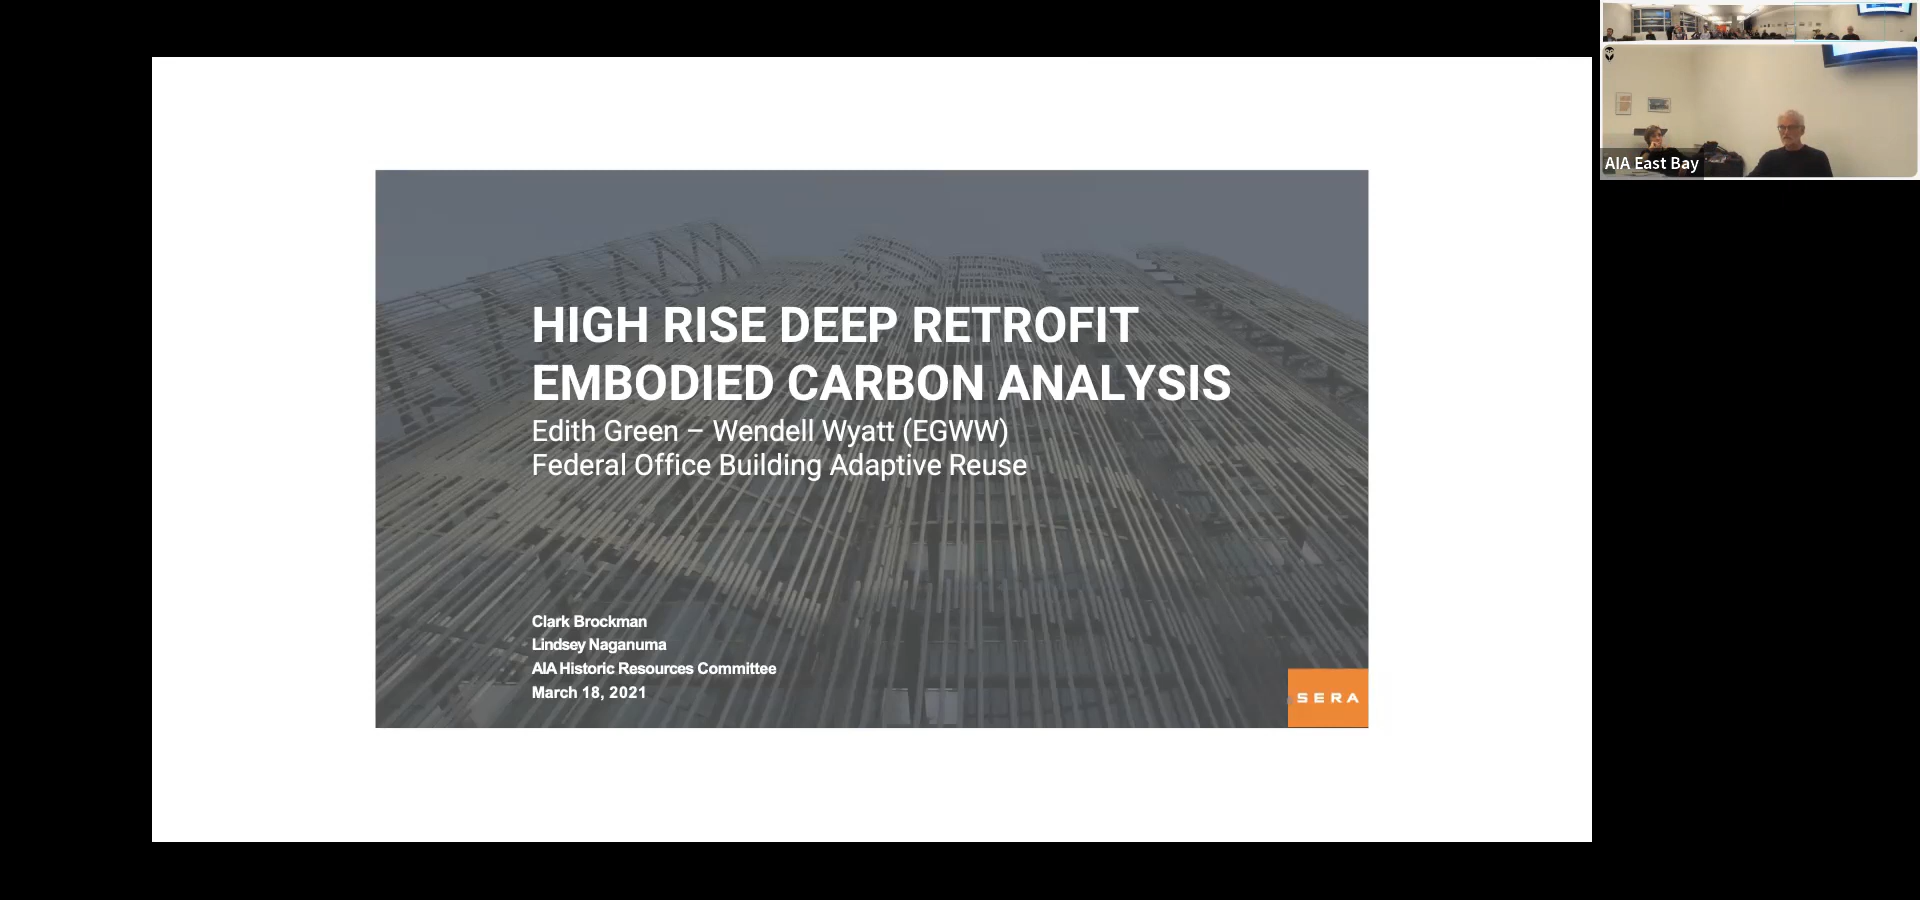 HIGH RISE DEEP RETROFIT
EMBODIED CARBON ANALYSIS
Edith Green – Wendell Wyatt (EGWW)
Federal Office Building Adaptive Reuse
Clark Brockman
Lindsey Naganuma
AIA Historic Resources Committee
March 18, 2021
SERA
AIA East Bay